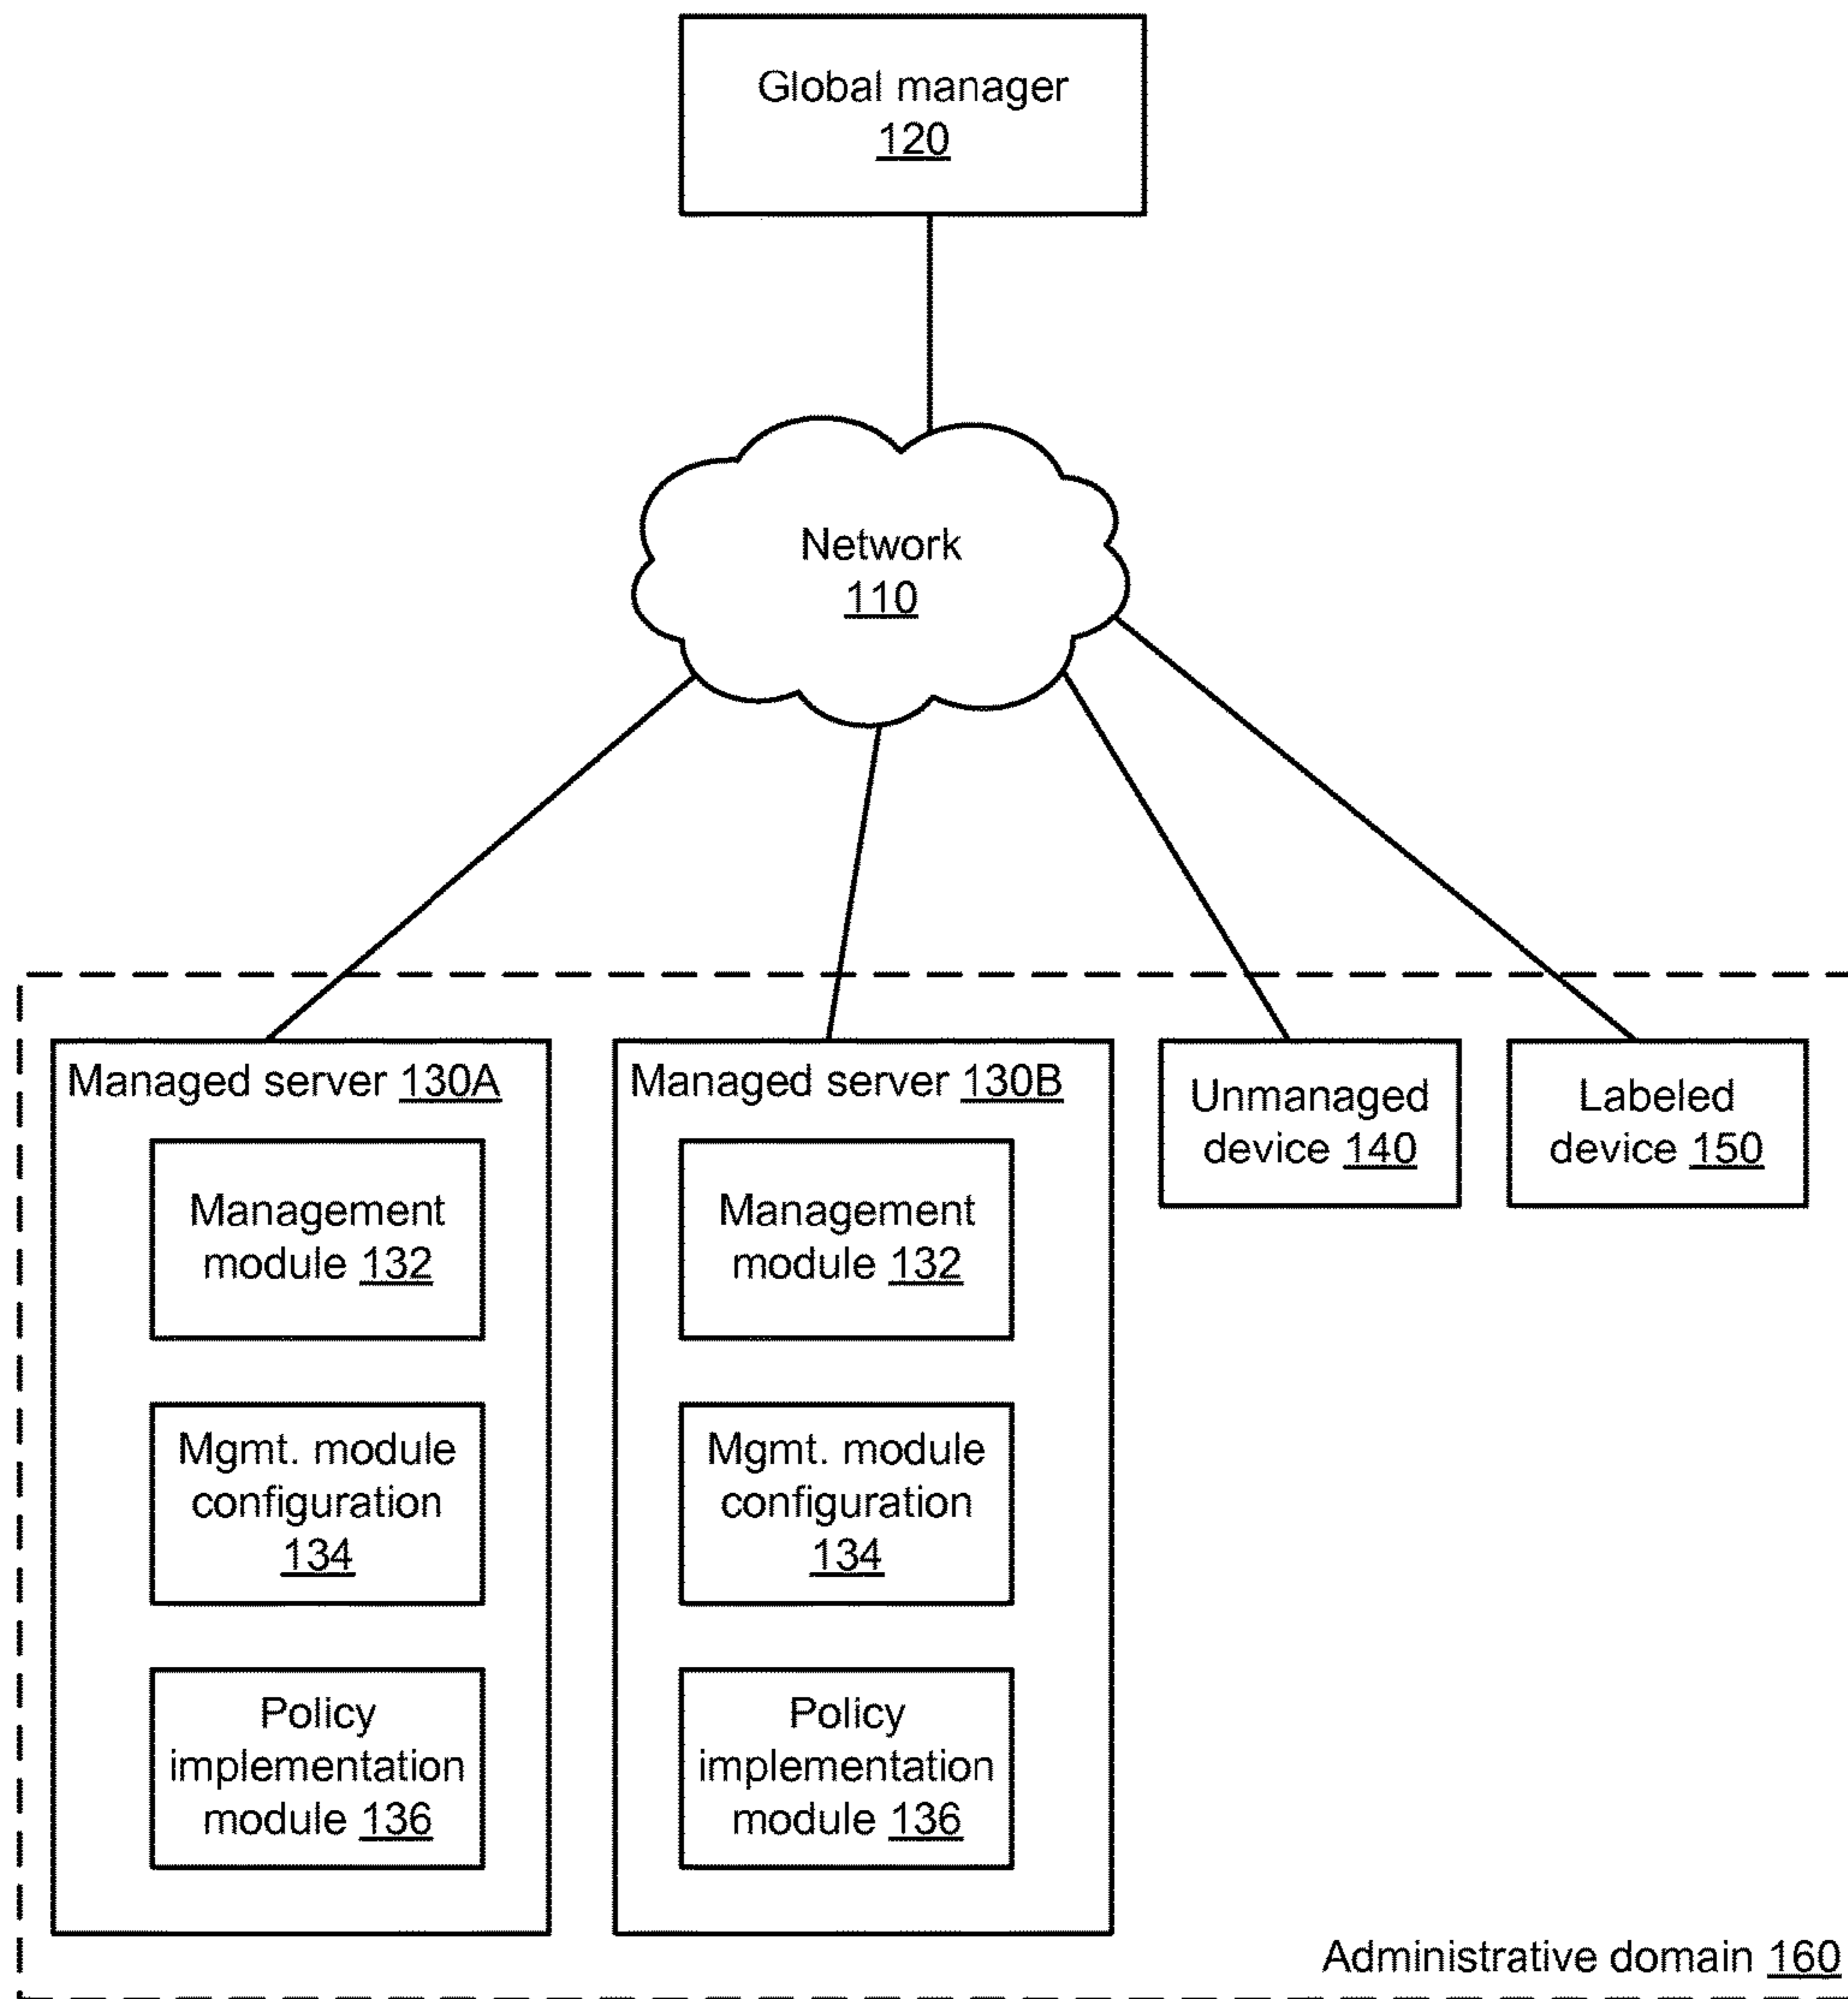 Global manager
120
Network
110
Managed server 130A
Management
module 132
Mgmt. module
configuration
134
Policy
implementation
module 136
Managed server 130B
Management
module 132
Mgmt. module
configuration
134
Policy
implementation
module 136
Unmanaged
device 140
Labeled
device 150
Administrative domain 160